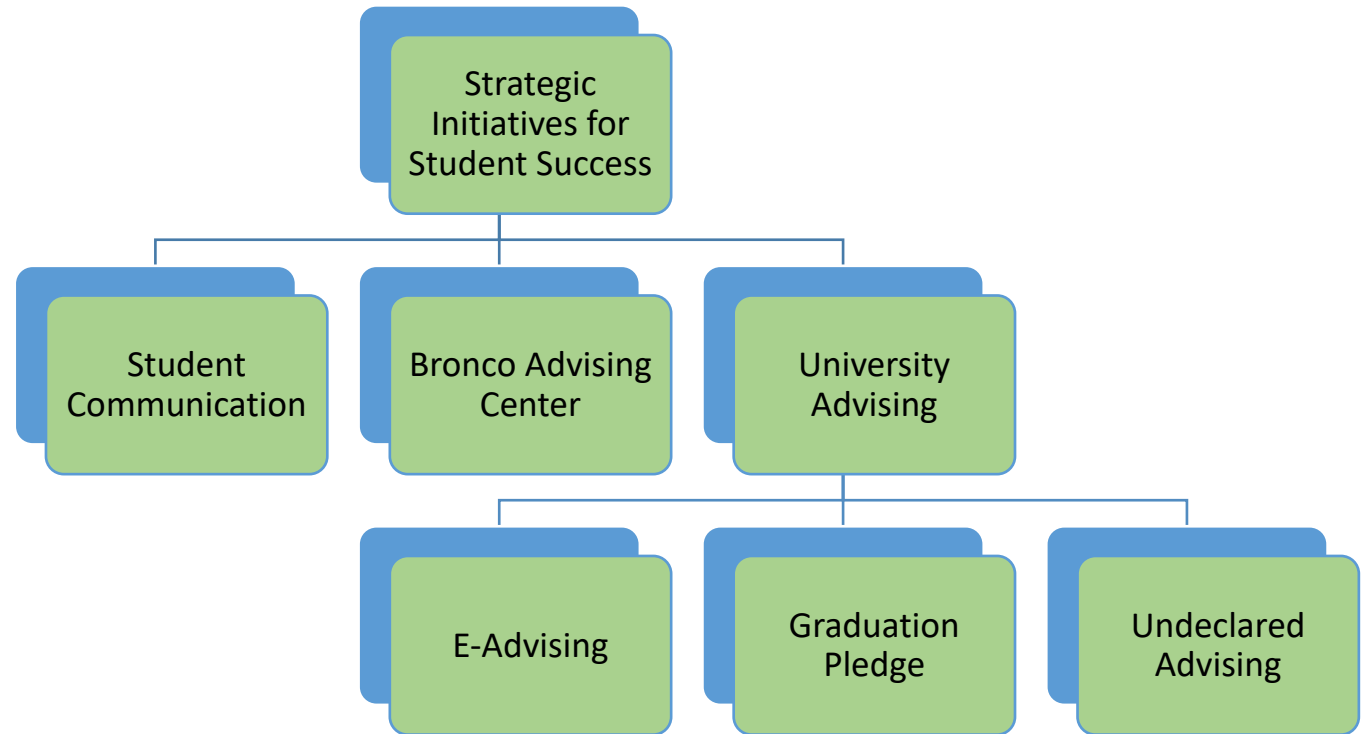 Strategic
Initiatives for
Student Success
Student
Communication
Bronco Advising
Center
University
Advising
E-Advising
Graduation
Pledge
Undeclared
Advising